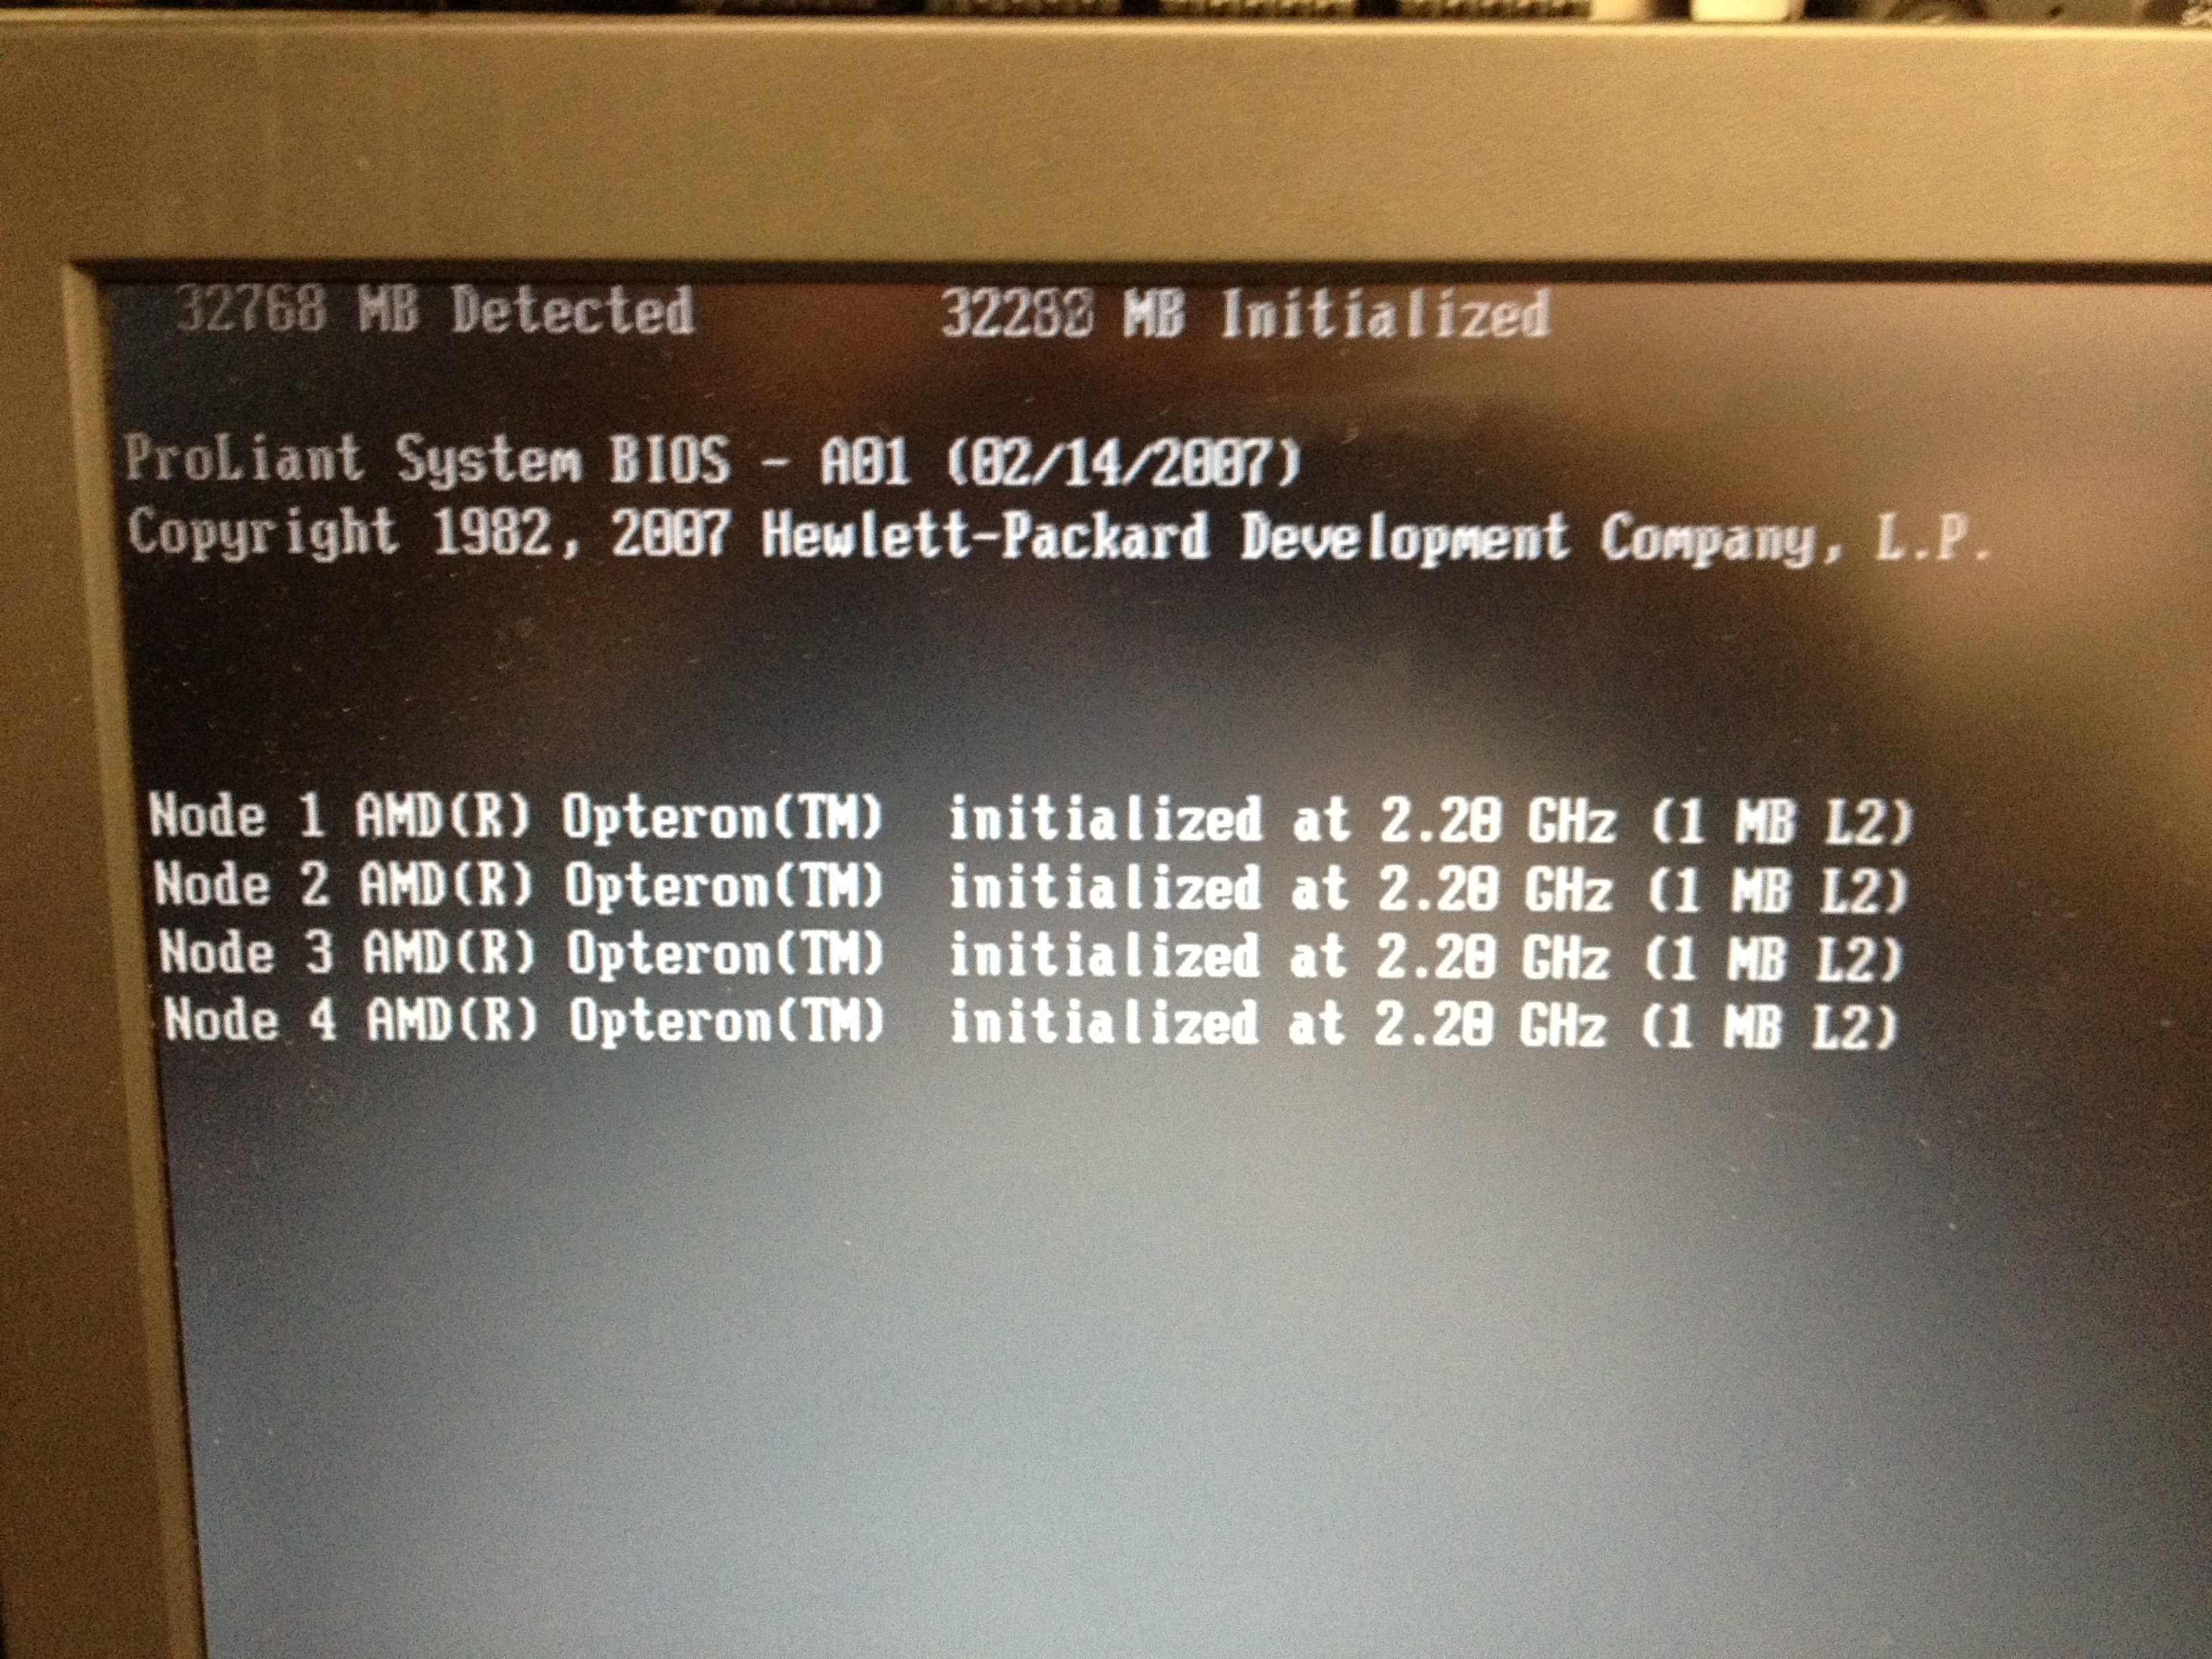 32768 MB Detected MB Initialized
ProLiant System BIOS - A01 (02/14/2007)
Copyright 1982, 2007 Hewlett-Packard Development Company, L.P.
Node 1 AMD(R) Opteron(TM) initialized at 2.20 GHz (1 MB L2)
Node 2 AMD(R) Opteron(TM) initialized at 2.20 GHz (1 MB L2)
Node 3 AMD(R) Opteron(TM) initialized at 2.20 GHz (1 MB L2)
Node 4 AMD(R) Opteron(TM) initialized at 2.20 GHz (1 MB L2)